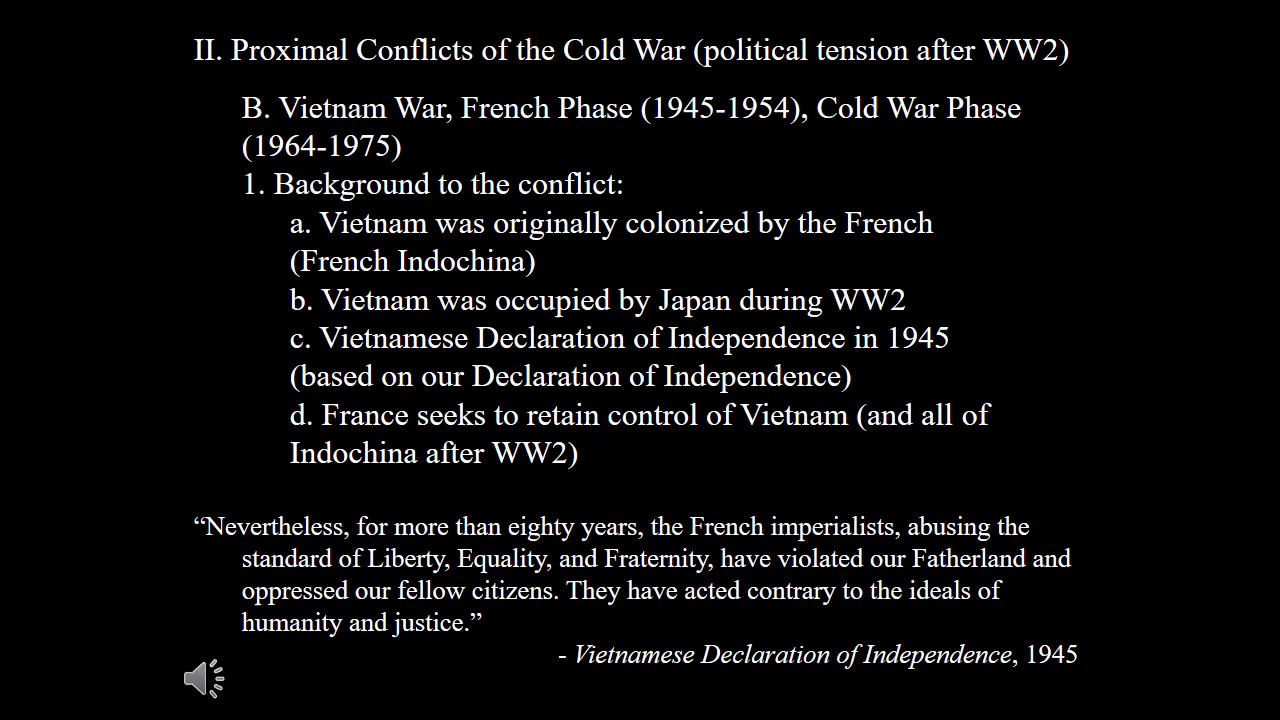 II. Proximal Conflicts of the Cold War (political tension after WW2)
B. Vietnam War, French Phase (1945-1954), Cold War Phase
(1964-1975)
1. Background to the conflict:
a. Vietnam was originally colonized by the French
(French Indochina)
b. Vietnam was occupied by Japan during WW2
c. Vietnamese Declaration of Independence in 1945
(based on our Declaration of Independence)
d. France seeks to retain control of Vietnam (and all of
Indochina after WW2)
“Nevertheless, for more than eighty years, the French imperialists, abusing the
standard of Liberty, Equality, and Fraternity, have violated our Fatherland and
oppressed our fellow citizens. They have acted contrary to the ideals of
humanity and justice.”
- Vietnamese Declaration of Independence, 1945